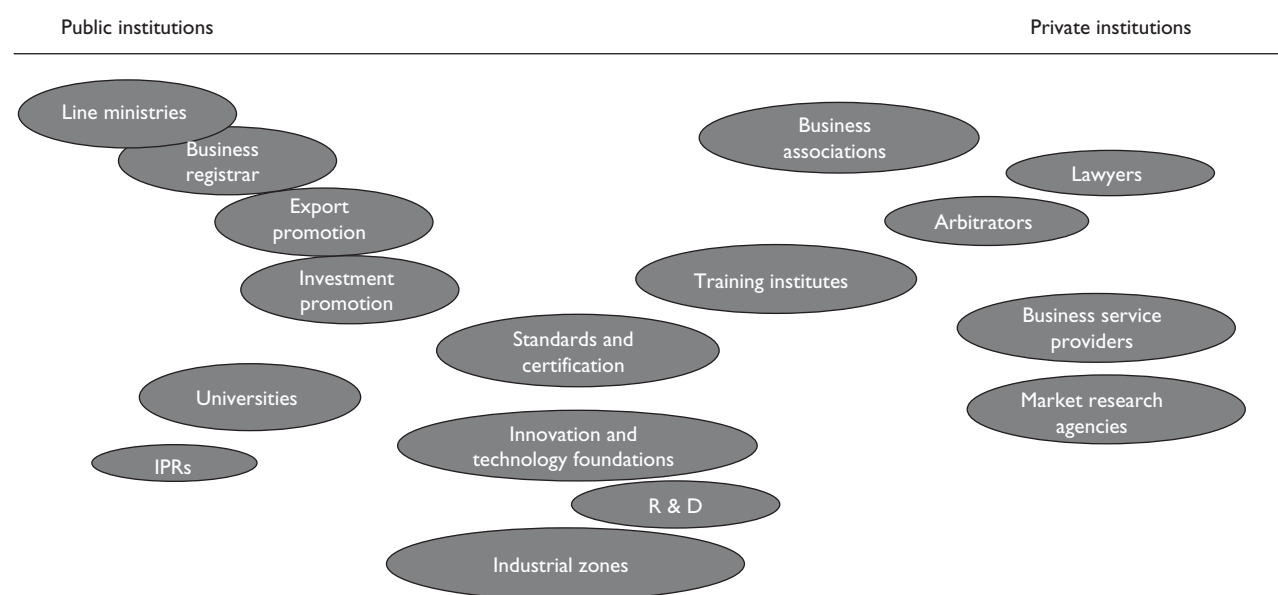 Public institutions
Private institutions
Line ministries
Business
registrar
Export
promotion
Investment
promotion
Business
associations
Lawyers
Arbitrators
Training institutes
Standards and
certification
Business service
providers
Universities
Market research
agencies
IPRs
Innovation and
technology foundations
R & D
Industrial zones